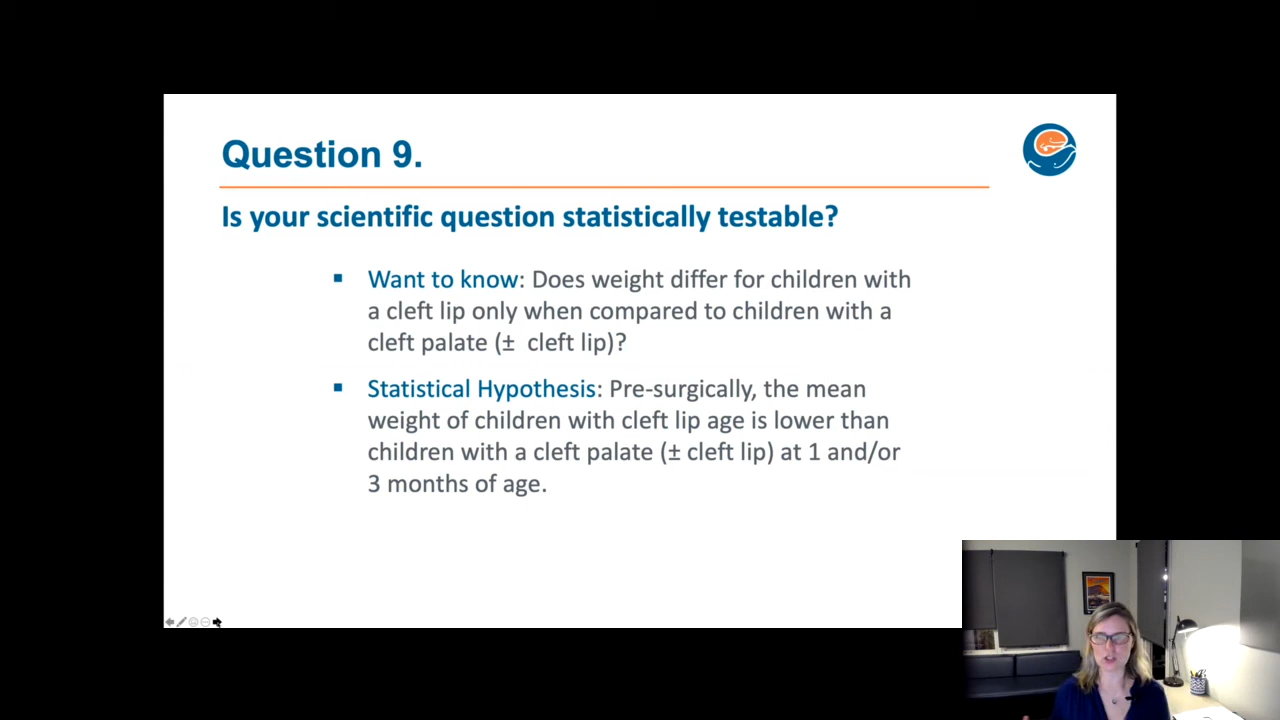 Question 9.
Is your scientific question statistically testable?
▪ Want to know: Does weight differ for children with
a cleft lip only when compared to children with a
cleft palate (± cleft lip)?
▪ Statistical Hypothesis: Pre-surgically, the mean
weight of children with cleft lip age is lower than
children with a cleft palate (± cleft lip) at 1 and/or
3 months of age.